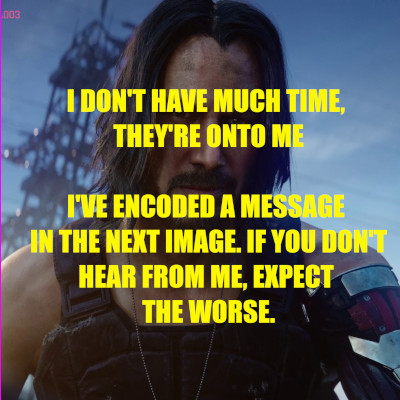 .003
I DON'T HAVE MUCH TIME,
THEY'RE ONTO ME
I'VE ENCODED A MESSAGE
IN THE NEXT IMAGE. IF YOU DON'T
HEAR FROM ME, EXPECT
THE WORSE.